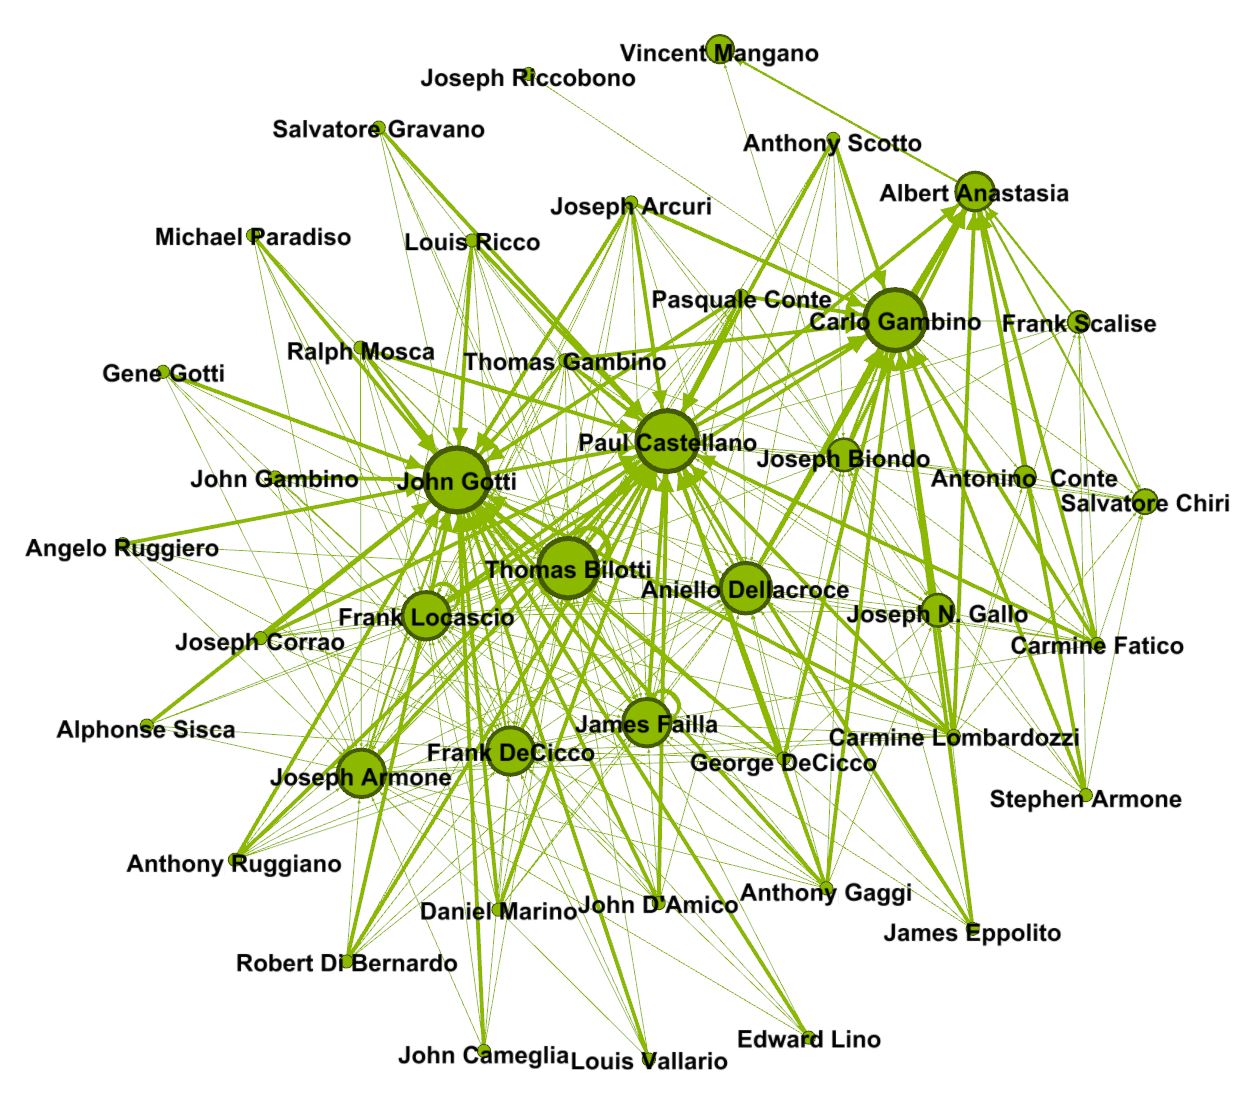 Vincent Mangano
Joseph Riccobono
Salvatore Gravano
Anthony Scotto
Albert Anastasia
Joseph Arcuri
Michael Paradiso
Louis Ricco
Pasquale Conte
Carlo Gambino
Frank Scalise
Ralph Mosca
Thomas Gambino
Gene Gotti
Paul Castellano
Joseph Biondo
John Gambino
John Gotti
Antonino Conte
Salvatore Chiri
Angelo Ruggiero
Thomas Bilotti
Aniello Dellacroce
Frank Locascio
Joseph N. Gallo
Joseph Corrao
Carmine Fatico
Alphonse Sisca
James Failla
Carmine Lombardozzi
Frank DeCicco
George DeCicco
Joseph Armone
Stephen Armone
Anthony Ruggiano
Anthony Gaggi
Daniel Marino
John D'Amico
James Eppolito
Robert Di Bernardo
Edward Lino
John Cameglia
Louis Vallario